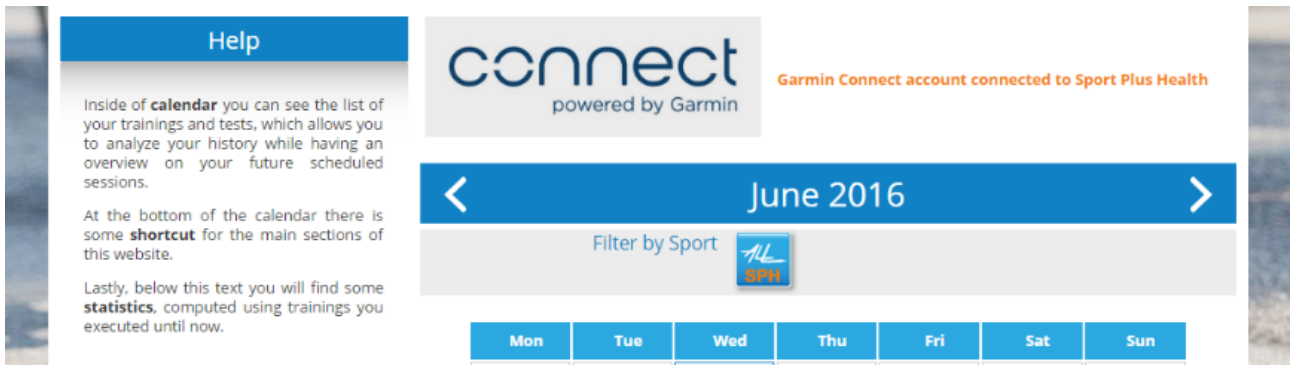 Help
Inside of calendar you can see the list of
your trainings and tests, which allows you
to analyze your history while having an
overview on your future scheduled
sessions.
At the bottom of the calendar there is
some shortcut for the main sections of
this website.
Lastly, below this text you will find some
statistics, computed using trainings you
executed until now.
connect
powered by Garmin
Garmin Connect account connected to Sport Plus Health
June 2016
Filter by Sport
ALL
SPH
Mon Tue Wed Thu Fri Sat Sun